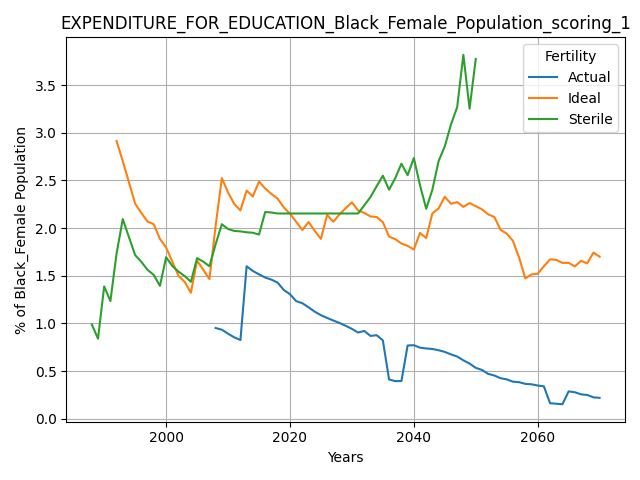 EXPENDITURE_FOR_EDUCATION_Black_Female_Population_scoring_1
Fertility
Actual
Ideal
Sterile
% of Black_Female Population
3.5
3.0
2.5
2.0
1.5
1.0
0.5
0.0
2000
2020
2040
2060
Years